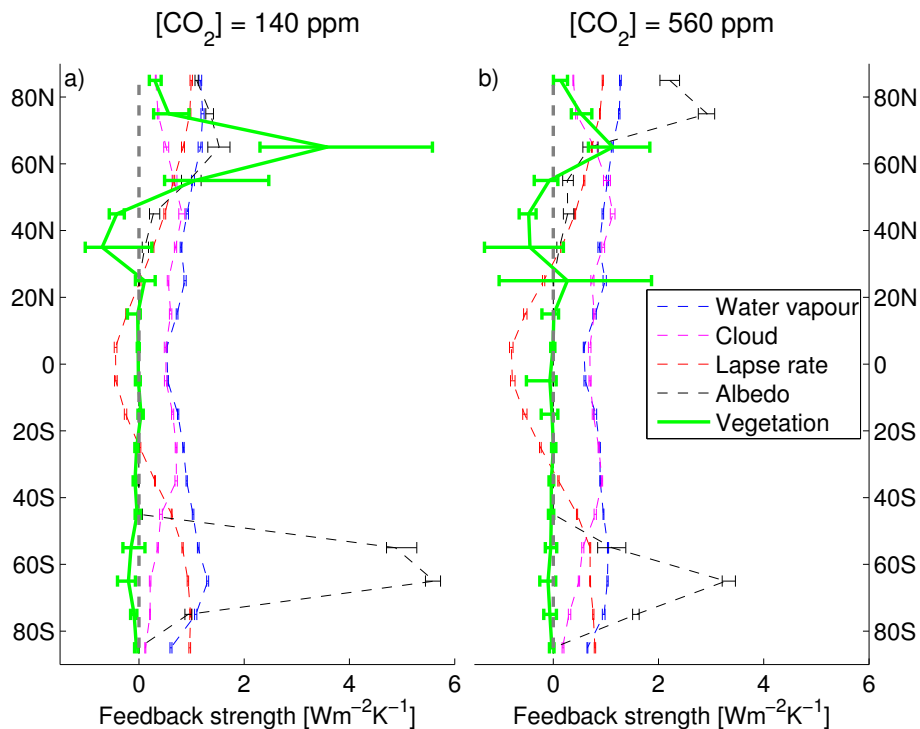 [CO₂] = 140 ppm
[CO₂] = 560 ppm
a)
b)
80N
60N
40N
20N
0
20S
40S
60S
80S
80N
60N
40N
20N
0
20S
40S
60S
80S
Water vapour
Cloud
Lapse rate
Albedo
Vegetation
0 2 4 6
0 2 4 6
Feedback strength [Wm⁻²K⁻¹]
Feedback strength [Wm⁻²K⁻¹]